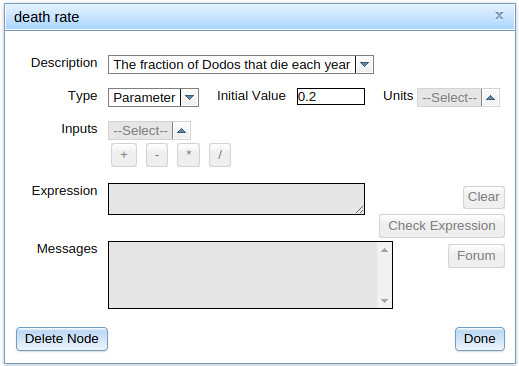 death rate x
Description The fraction of Dodos that die each year
Type Parameter Initial Value 0.2 Units --Select--
Inputs --Select--
+ - * /
Expression Clear
Check Expression
Messages Forum
Delete Node Done